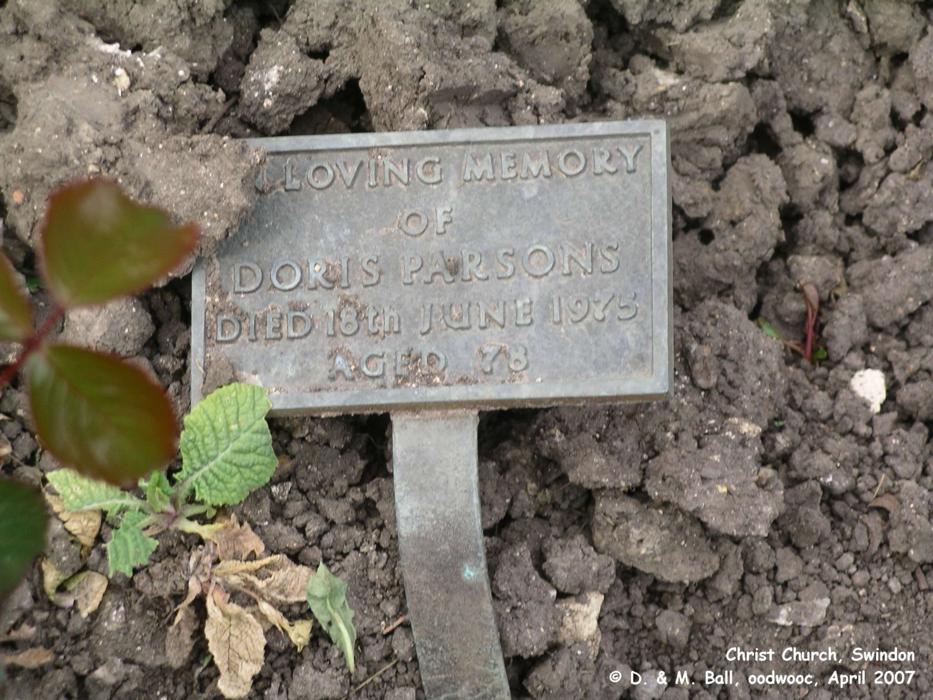 LOVING MEMORY
OF
DORIS PARSONS
DIED 18th JUNE 1975
AGED 78
Christ Church, Swindon
© D. & M. Ball, oodwooc, April 2007